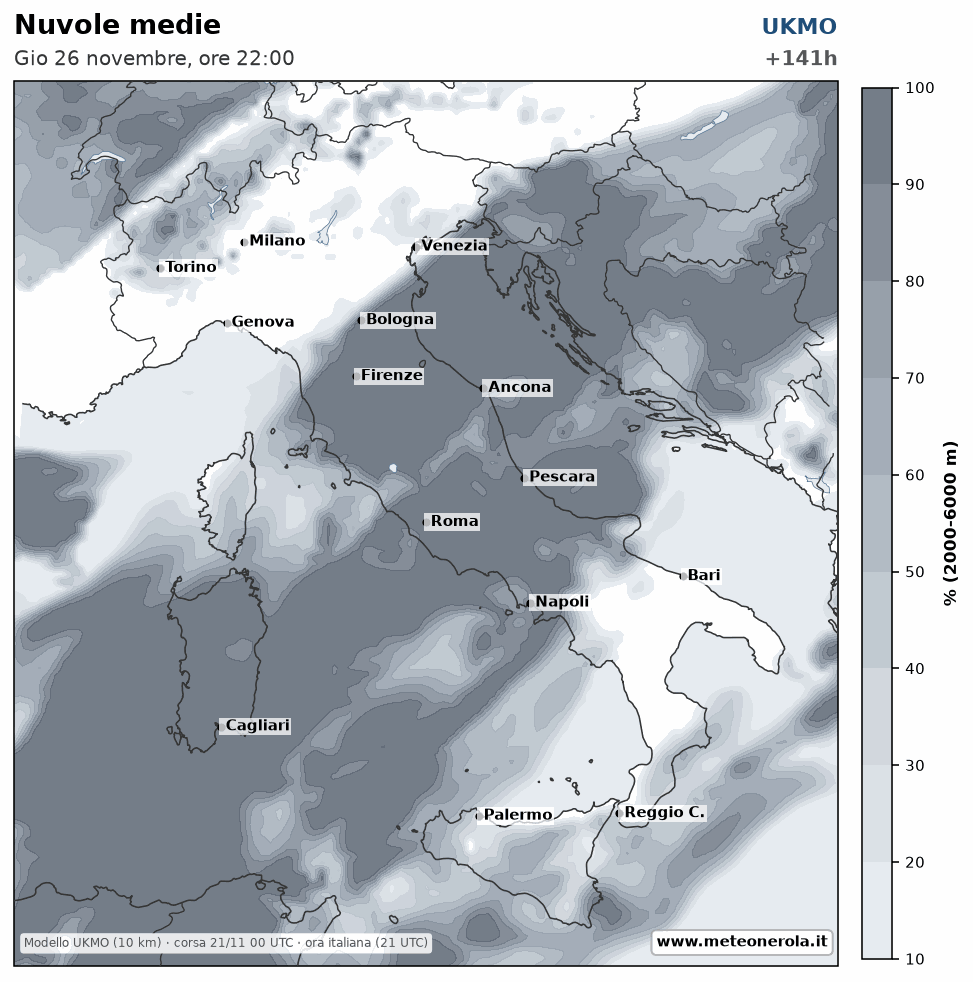 Nuvole medie
UKMO
Gio 26 novembre, ore 22:00
+141h
Milano
Venezia
Torino
Genova
Bologna
Firenze
Ancona
Pescara
Roma
Bari
Napoli
Cagliari
Palermo
Reggio C.
Modello UKMO (10 km) · corsa 21/11 00 UTC · ora italiana (21 UTC)
www.meteonerola.it
100
90
80
70
60
50
40
30
20
10
% (2000-6000 m)